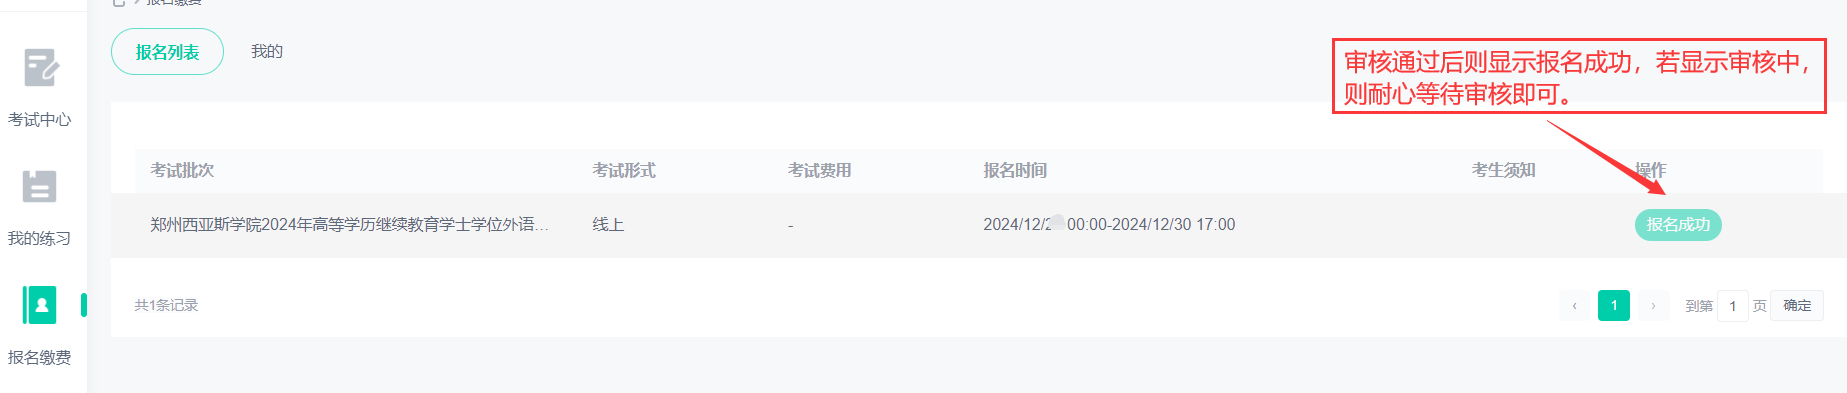 报名缴费
报名列表
我的
审核通过后则显示报名成功，若显示审核中，
则耐心等待审核即可。
考试中心
考试批次 考试形式 考试费用 报名时间 考生须知 操作
郑州西亚斯学院2024年高等学历继续教育学士学位外语... 线上 - 2024/12/2 00:00-2024/12/30 17:00 报名成功
我的练习
共1条记录 ‹ 1 › 到第 1 页 确定
报名缴费